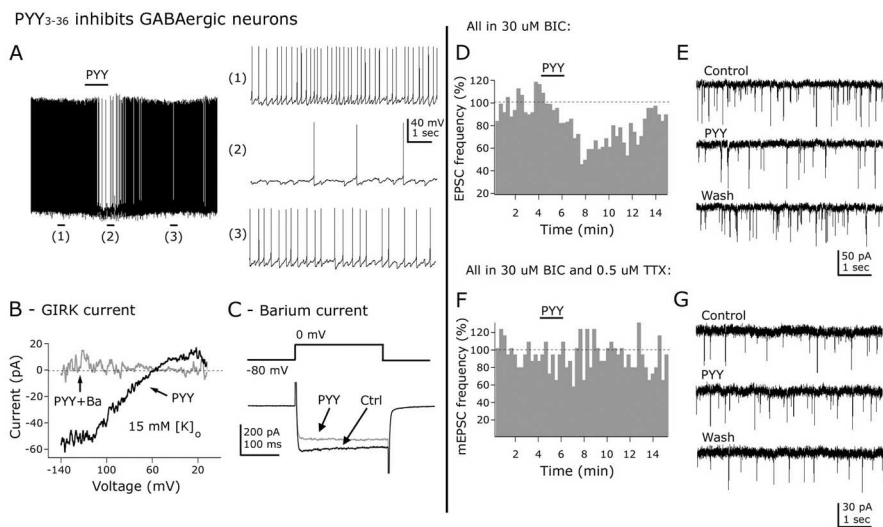 PYY3-36 inhibits GABAergic neurons
A
PYY
(1)
(2)
(3)
(1)
(2)
(3)
40 mV
1 sec
B - GIRK current
Current (pA)
20
0
-20
-40
-60
PYY+Ba
PYY
15 mM [K]o
-140
100
60
20
Voltage (mV)
C - Barium current
0 mV
-80 mV
PYY
Ctrl
200 pA
100 ms
All in 30 uM BIC:
D
PYY
EPSC frequency (%)
120
100
80
60
40
20
2 4 6 8 10 12 14
Time (min)
E
Control
PYY
Wash
50 pA
1 sec
All in 30 uM BIC and 0.5 uM TTX:
F
PYY
mEPSC frequency (%)
120
100
80
60
40
20
2 4 6 8 10 12 14
Time (min)
G
Control
PYY
Wash
30 pA
1 sec